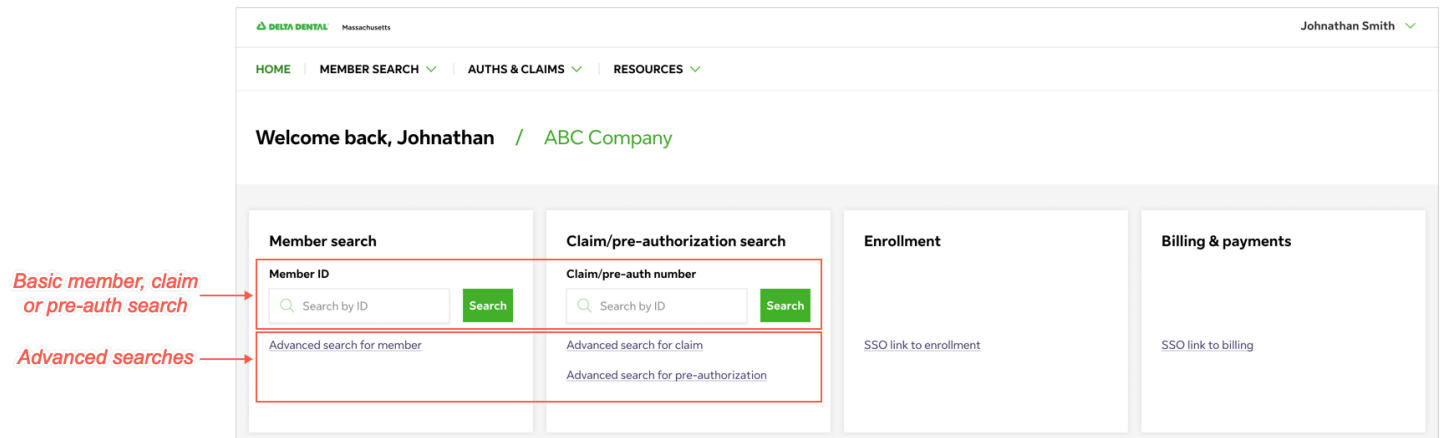 DELTA DENTAL Massachusetts
Johnathan Smith
HOME MEMBER SEARCH AUTHS & CLAIMS RESOURCES
Welcome back, Johnathan / ABC Company
Member search
Member ID
Search by ID Search
Advanced search for member
Claim/pre-authorization search
Claim/pre-auth number
Search by ID Search
Advanced search for claim
Advanced search for pre-authorization
Enrollment
SSO link to enrollment
Billing & payments
SSO link to billing
Basic member, claim
or pre-auth search
Advanced searches